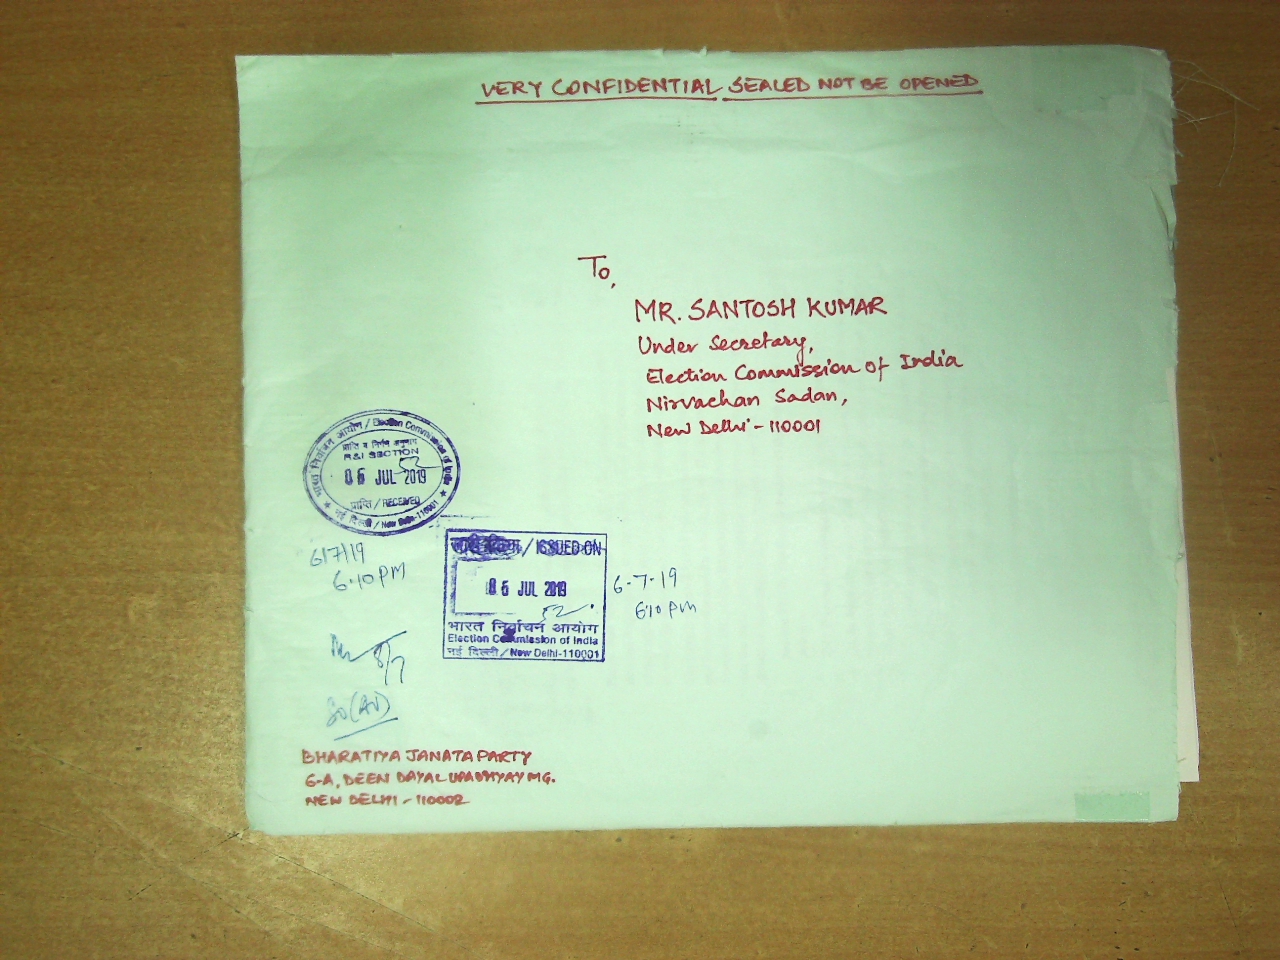 VERY CONFIDENTIAL SEALED NOT BE OPENED
To,
MR. SANTOSH KUMAR
Under Secretary,
Election Commission of India
Nirvachan Sadan,
New Delhi - 110001
भारत निर्वाचन आयोग / Election Commission of India
प्राप्ति व निर्गम अनुभाग
R&I SECTION
06 JUL 2019
प्राप्ति / RECEIVED
नई दिल्ली / New Delhi-110001
6/7/19
6.10 PM
/ ISSUED ON
06 JUL 2019
भारत निर्वाचन आयोग
Election Commission of India
नई दिल्ली / New Delhi-110001
6-7-19
6.10 PM
8/7
SO (AV)
BHARATIYA JANATA PARTY
6-A, DEEN DAYAL UPADHYAY MG.
NEW DELHI - 110002